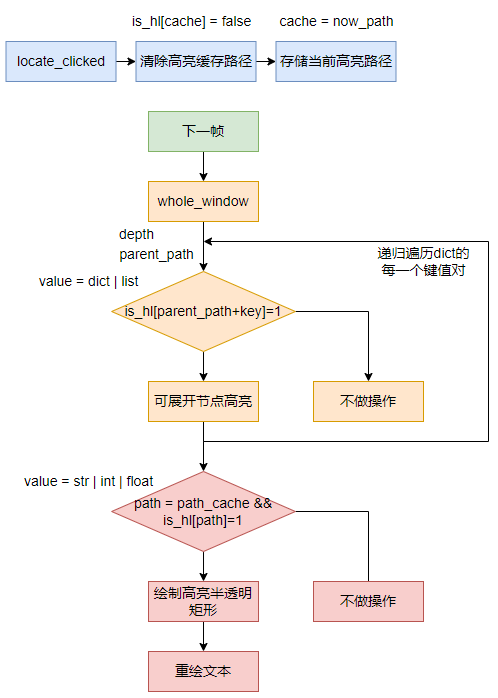 is_hl[cache] = false
cache = now_path
locate_clicked
清除高亮缓存路径
存储当前高亮路径
下一帧
whole_window
depth
parent_path
递归遍历dict的
每一个键值对
value = dict | list
is_hl[parent_path+key]=1
可展开节点高亮
不做操作
value = str | int | float
path = path_cache &&
is_hl[path]=1
绘制高亮半透明
矩形
不做操作
重绘文本